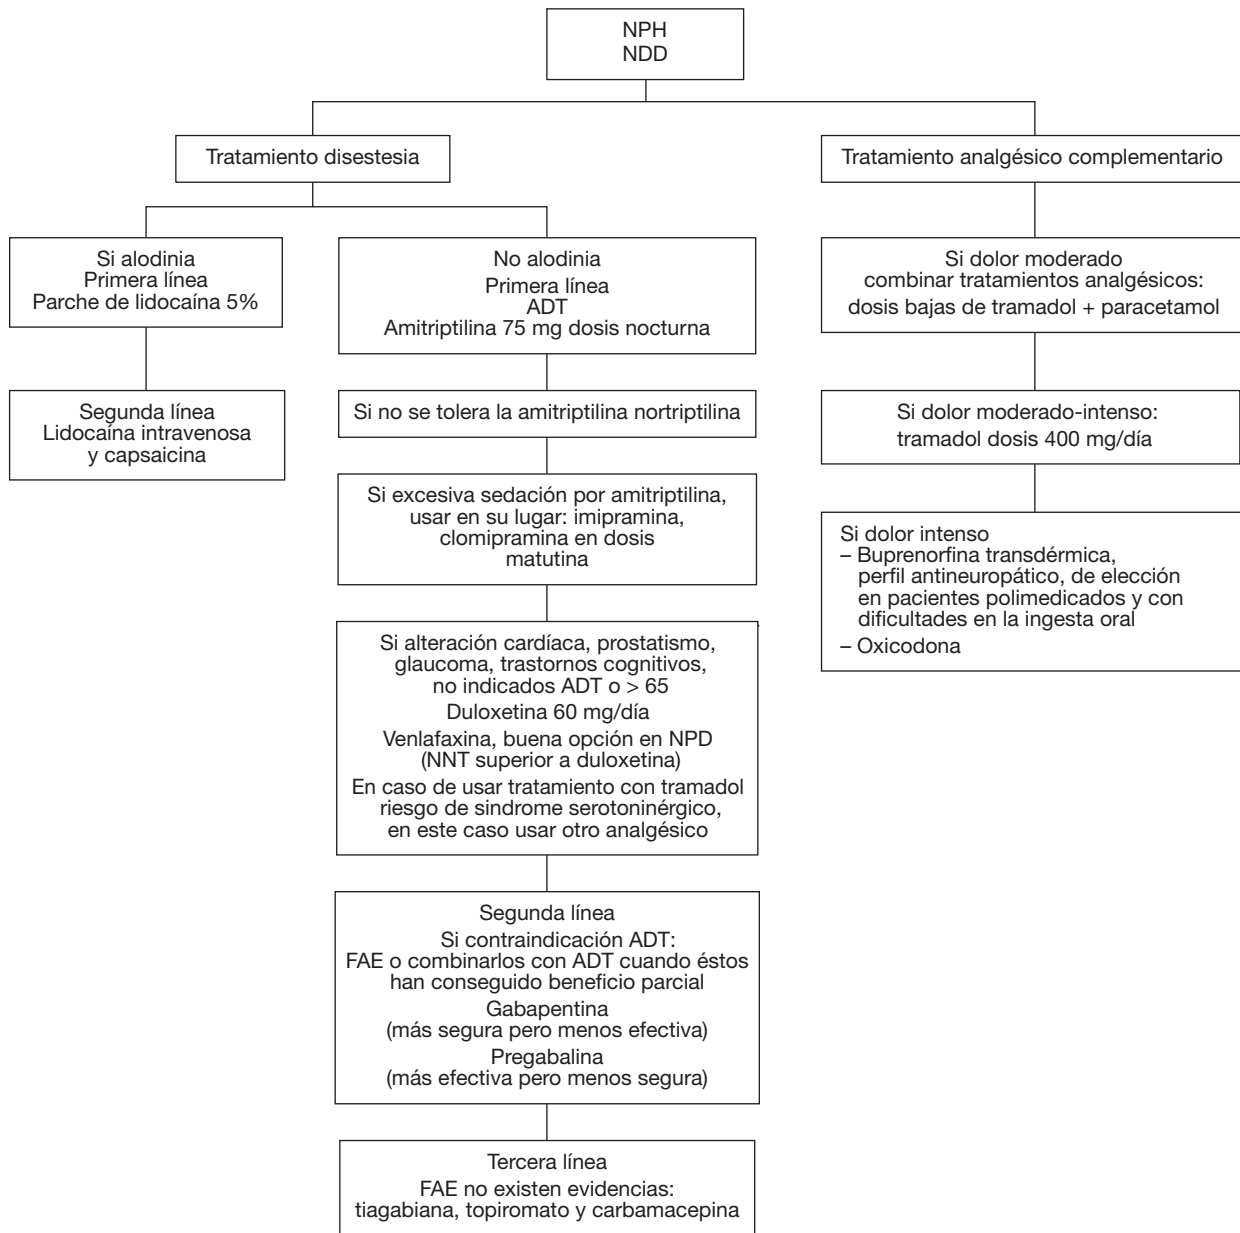 NPH
NDD
Tratamiento disestesia
Tratamiento analgésico complementario
Si alodinia
Primera línea
Parche de lidocaína 5%
No alodinia
Primera línea
ADT
Amitriptilina 75 mg dosis nocturna
Si dolor moderado
combinar tratamientos analgésicos:
dosis bajas de tramadol + paracetamol
Segunda línea
Lidocaína intravenosa
y capsaicina
Si no se tolera la amitriptilina nortriptilina
Si dolor moderado-intenso:
tramadol dosis 400 mg/día
Si excesiva sedación por amitriptilina,
usar en su lugar: imipramina,
clomipramina en dosis
matutina
Si dolor intenso
– Buprenorfina transdérmica,
perfil antineuropático, de elección
en pacientes polimedicados y con
dificultades en la ingesta oral
– Oxicodona
Si alteración cardíaca, prostatismo,
glaucoma, trastornos cognitivos,
no indicados ADT o > 65
Duloxetina 60 mg/día
Venlafaxina, buena opción en NPD
(NNT superior a duloxetina)
En caso de usar tratamiento con tramadol
riesgo de sindrome serotoninérgico,
en este caso usar otro analgésico
Segunda línea
Si contraindicación ADT:
FAE o combinarlos con ADT cuando éstos
han conseguido beneficio parcial
Gabapentina
(más segura pero menos efectiva)
Pregabalina
(más efectiva pero menos segura)
Tercera línea
FAE no existen evidencias:
tiagabiana, topiromato y carbamacepina